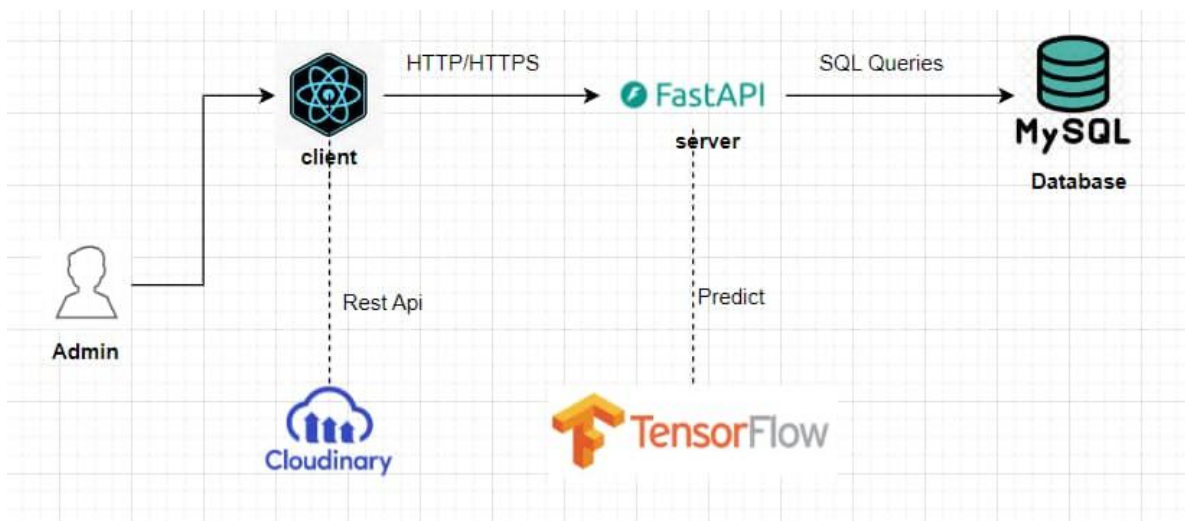 HTTP/HTTPS
SQL Queries
FastAPI
server
client
MySQL
Database
Admin
Rest Api
Predict
Cloudinary
TensorFlow